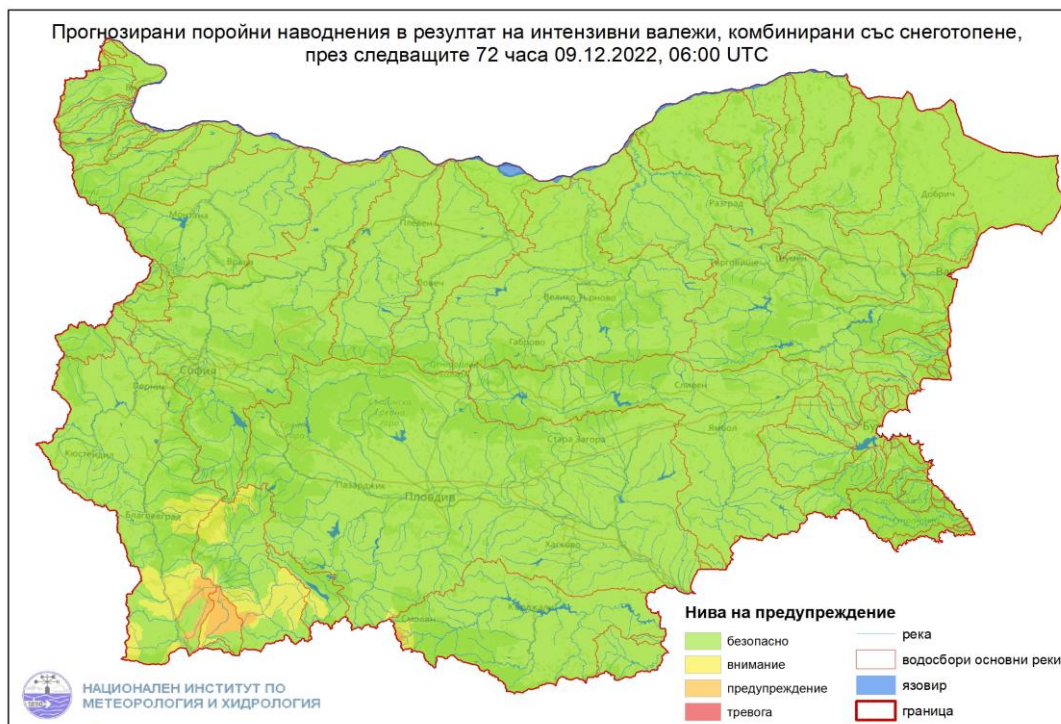 Прогнозирани поройни наводнения в резултат на интензивни валежи, комбинирани със снеготопене,
през следващите 72 часа 09.12.2022, 06:00 UTC
Монтана
Враца
Плевен
Ловеч
Велико Търново
Габрово
Разград
Търговище
Шумен
Добрич
София
Перник
Кюстендил
Благоевград
Пазарджик
Пловдив
Стара Загора
Сливен
Ямбол
Хасково
Смолян
Кърджали
Нива на предупреждение
безопасно
внимание
предупреждение
тревога
река
водосбори основни реки
язовир
граница
НАЦИОНАЛЕН ИНСТИТУТ ПО
МЕТЕОРОЛОГИЯ И ХИДРОЛОГИЯ